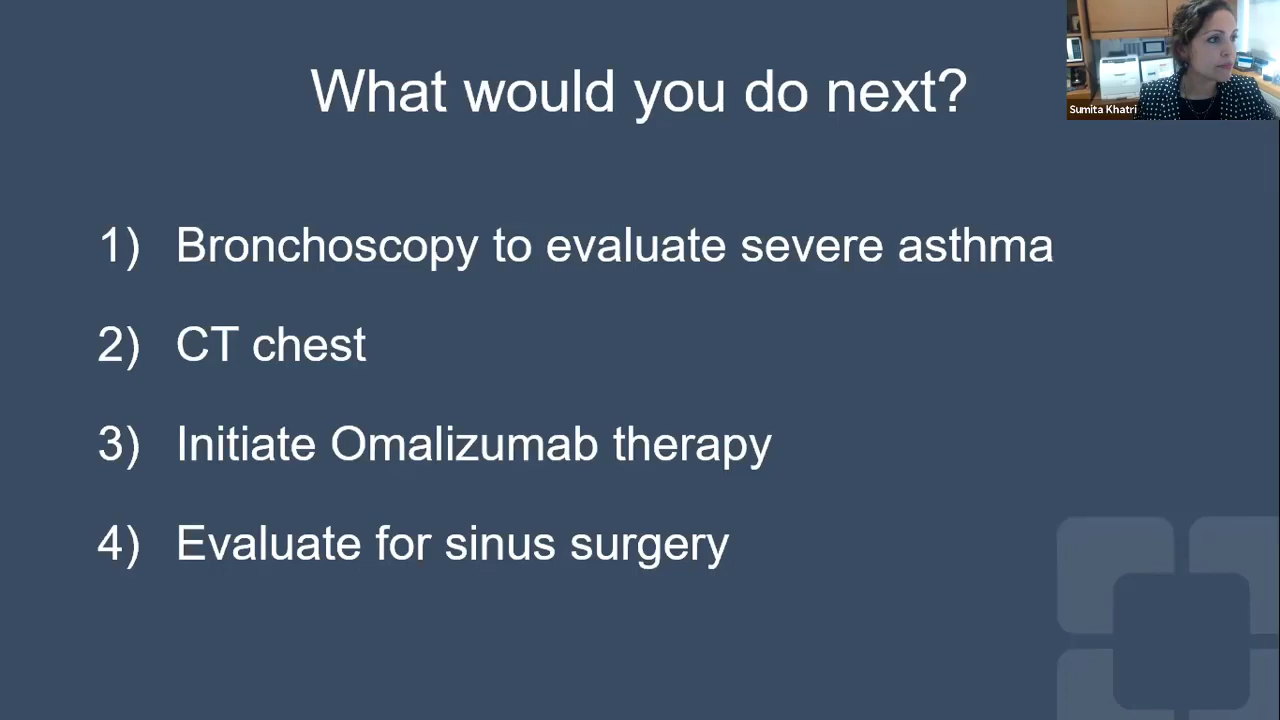 What would you do next?
Sumita Khatri
1) Bronchoscopy to evaluate severe asthma
2) CT chest
3) Initiate Omalizumab therapy
4) Evaluate for sinus surgery